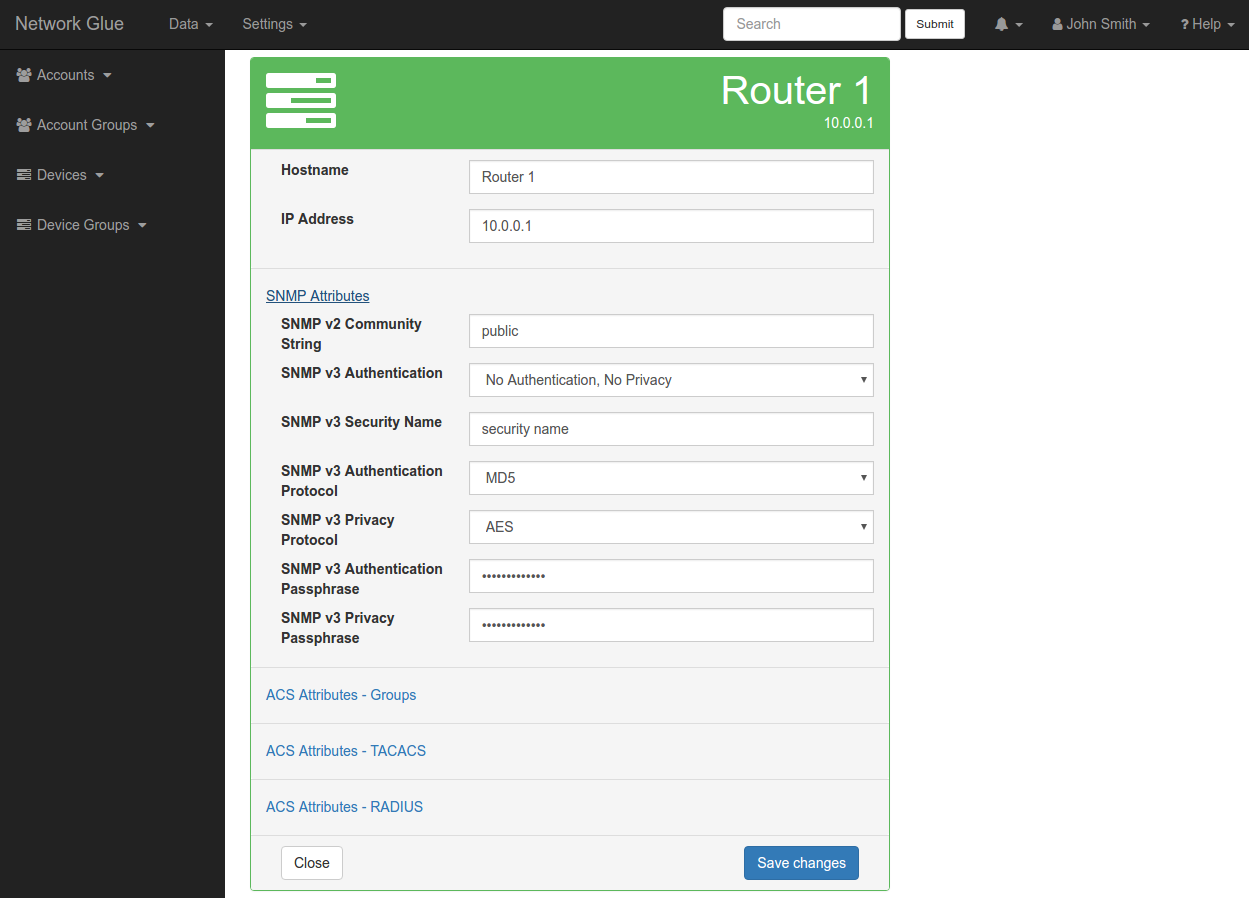 Network Glue Data Settings Search Submit John Smith ? Help
Accounts
Account Groups
Devices
Device Groups
Router 1
10.0.0.1
Hostname Router 1
IP Address 10.0.0.1
SNMP Attributes
SNMP v2 Community
String
public
SNMP v3 Authentication No Authentication, No Privacy
SNMP v3 Security Name security name
SNMP v3 Authentication
Protocol
MD5
SNMP v3 Privacy
Protocol
AES
SNMP v3 Authentication
Passphrase
•••••••••••••
SNMP v3 Privacy
Passphrase
•••••••••••••
ACS Attributes - Groups
ACS Attributes - TACACS
ACS Attributes - RADIUS
Close Save changes